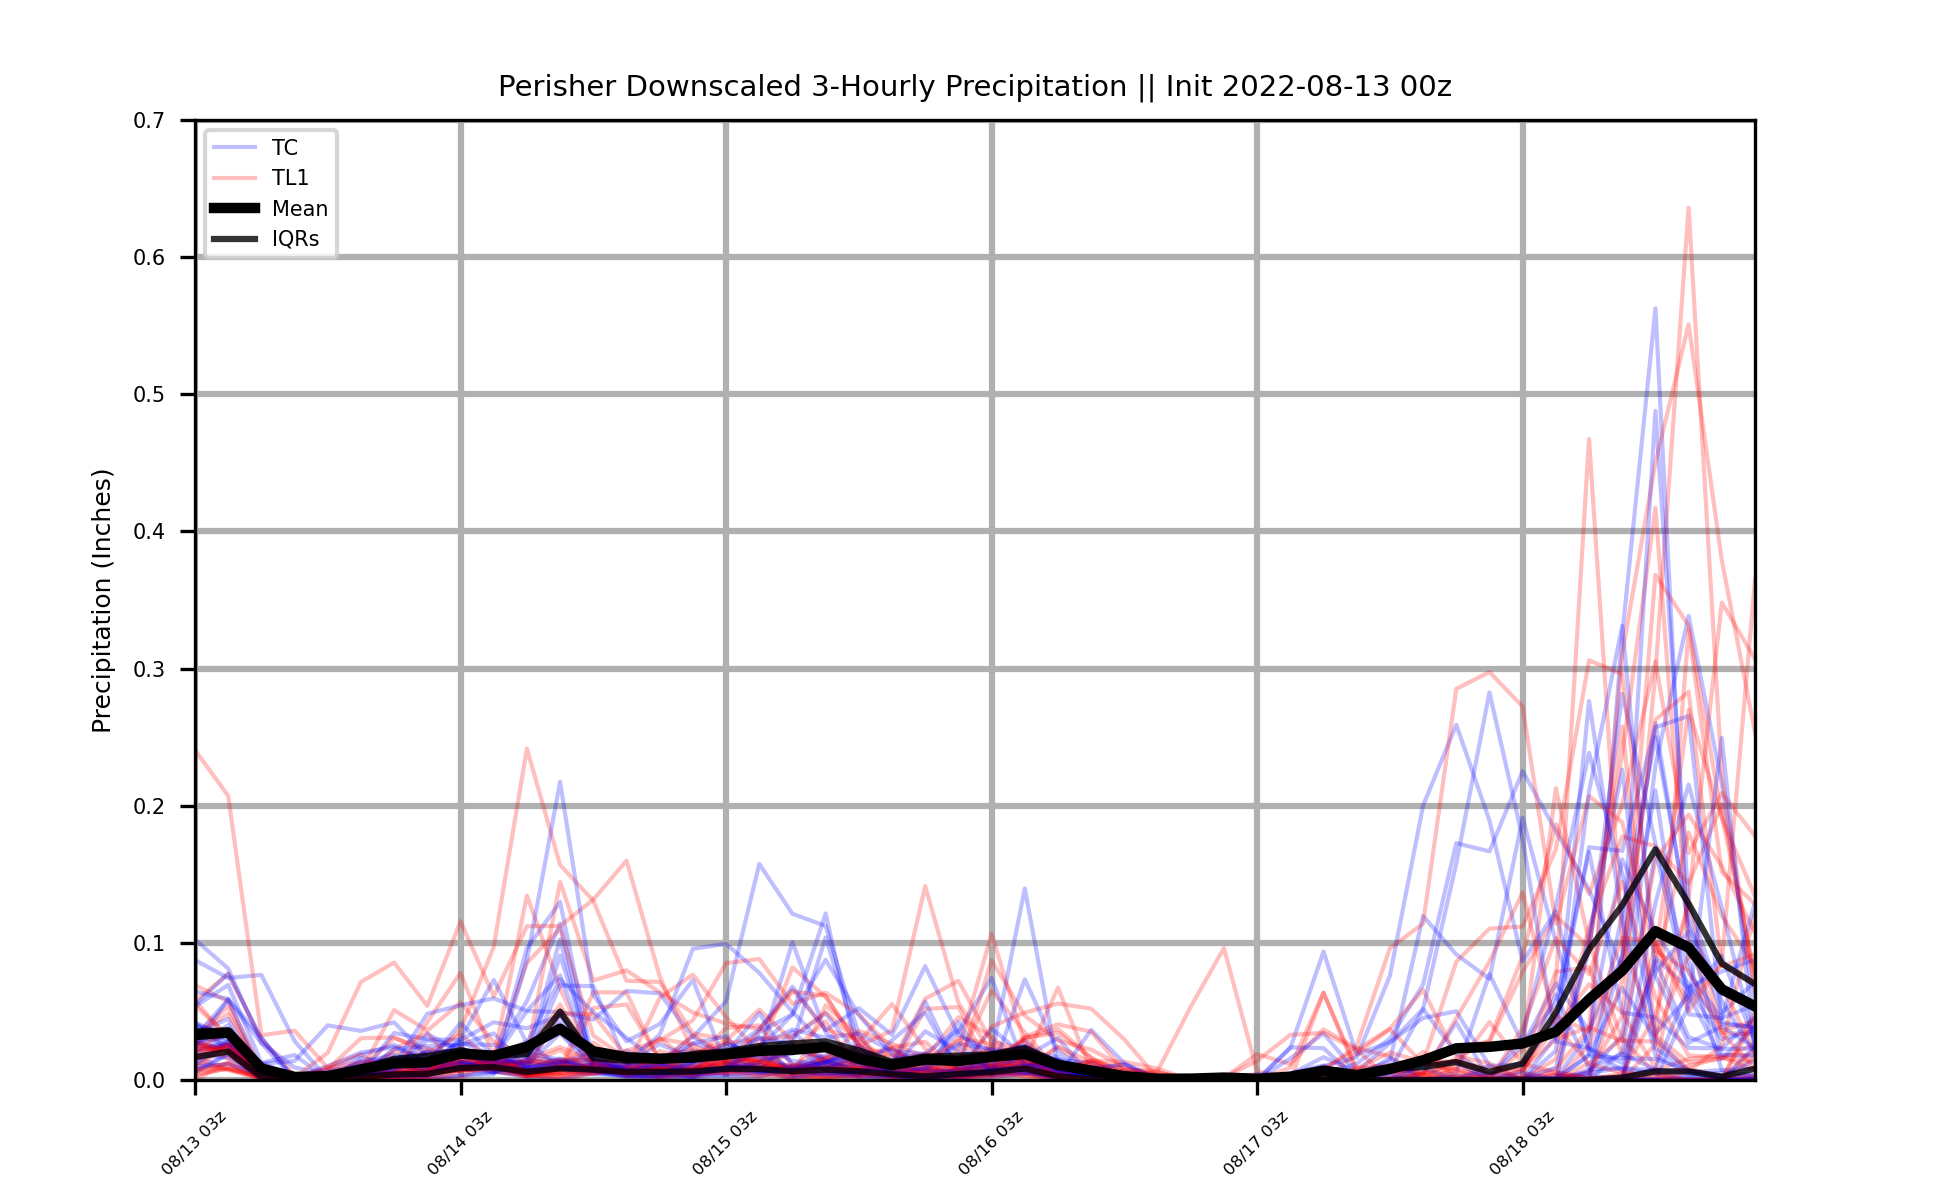 Perisher Downscaled 3-Hourly Precipitation || Init 2022-08-13 00z
TC
TL1
Mean
IQRs
Precipitation (Inches)
0.7
0.6
0.5
0.4
0.3
0.2
0.1
0.0
08/13 03z
08/14 03z
08/15 03z
08/16 03z
08/17 03z
08/18 03z